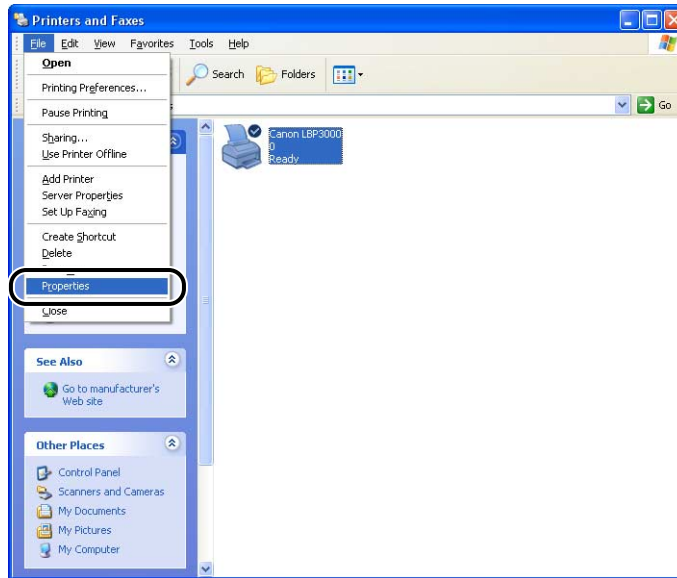 Printers and Faxes
File Edit View Favorites Tools Help
Open
Printing Preferences...
Pause Printing
Sharing...
Use Printer Offline
Add Printer
Server Properties
Set Up Faxing
Create Shortcut
Delete
Properties
Close
Search Folders
Go
Canon LBP3000
0
Ready
See Also
Go to manufacturer's
Web site
Other Places
Control Panel
Scanners and Cameras
My Documents
My Pictures
My Computer